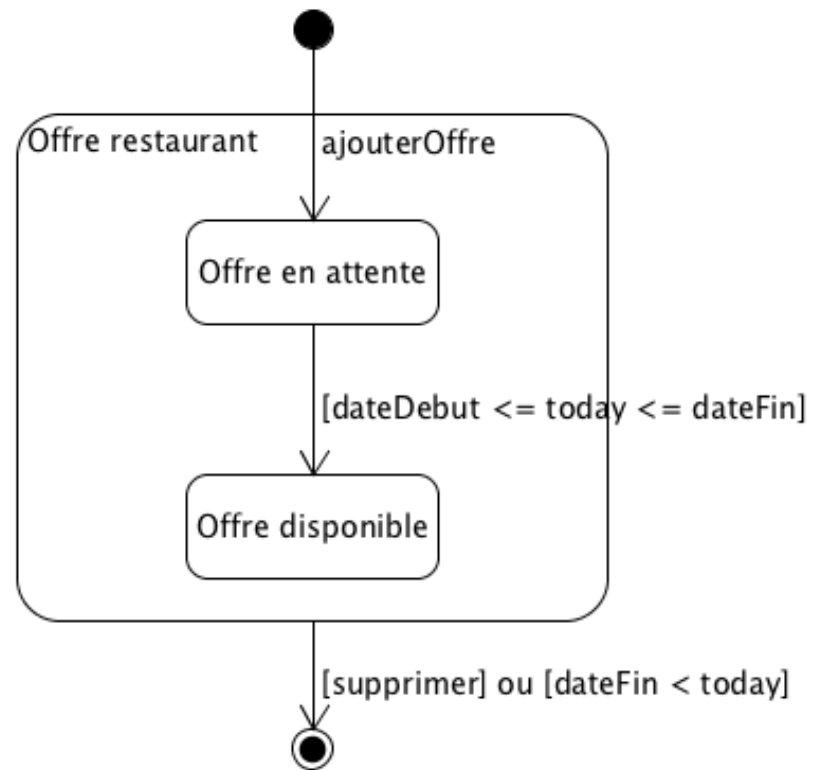 Offre restaurant
ajouterOffre
Offre en attente
[dateDebut <= today <= dateFin]
Offre disponible
[supprimer] ou [dateFin < today]